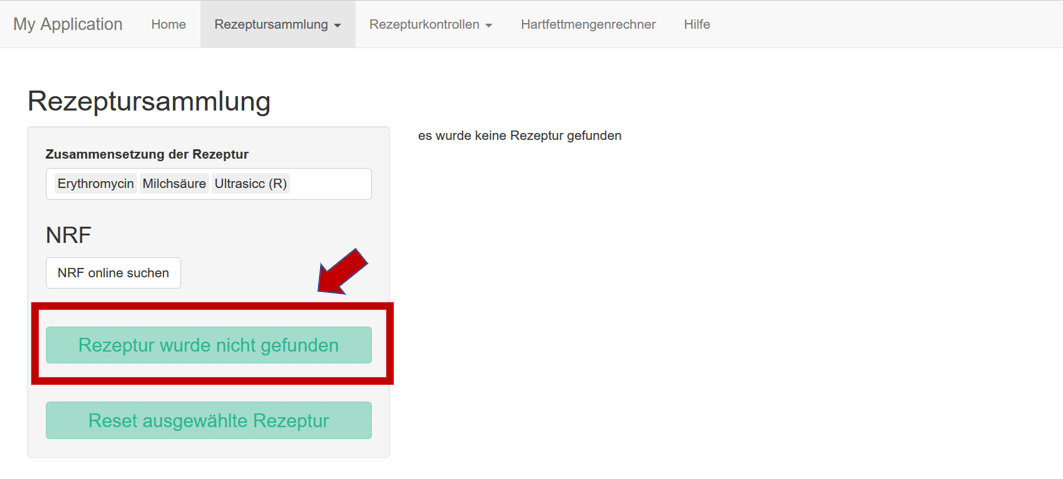 My Application Home Rezeptursammlung Rezepturkontrollen Hartfettmengenrechner Hilfe
Rezeptursammlung
es wurde keine Rezeptur gefunden
Zusammensetzung der Rezeptur
Erythromycin Milchsäure Ultrasicc (R)
NRF
NRF online suchen
Rezeptur wurde nicht gefunden
Reset ausgewählte Rezeptur